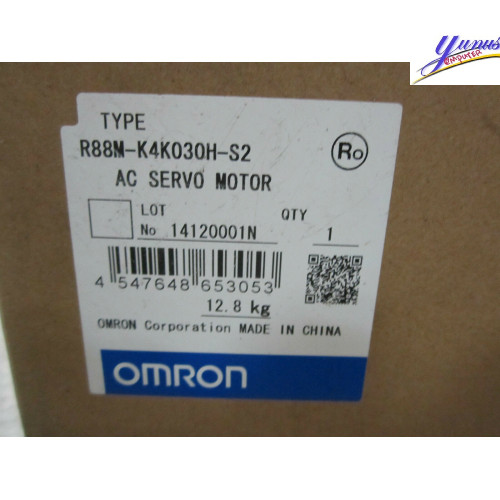 Yunus
COMPUTER
TYPE
R88M-K4K030H-S2
Ro
AC SERVO MOTOR
LOT
No 14120001N
QTY
1
4 547648 653053
12.8 kg
OMRON Corporation MADE IN CHINA
OMRON